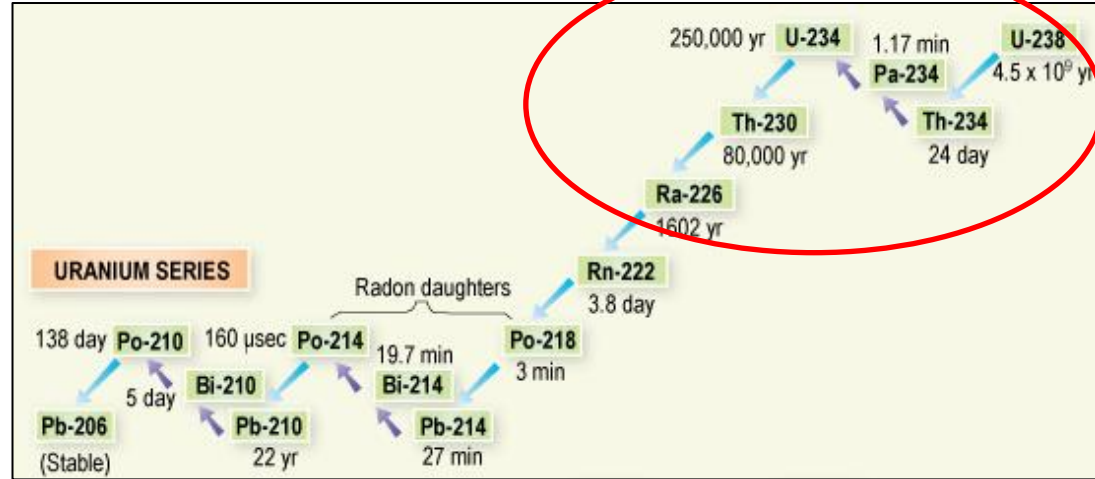 250,000 yr U-234 1.17 min U-238
Pa-234 4.5 x 10⁹ yr
Th-230 Th-234
80,000 yr 24 day
Ra-226
1602 yr
URANIUM SERIES Rn-222
Radon daughters 3.8 day
138 day Po-210 160 µsec Po-214 19.7 min Po-218
5 day Bi-210 Bi-214 3 min
Pb-206 Pb-210 Pb-214
(Stable) 22 yr 27 min